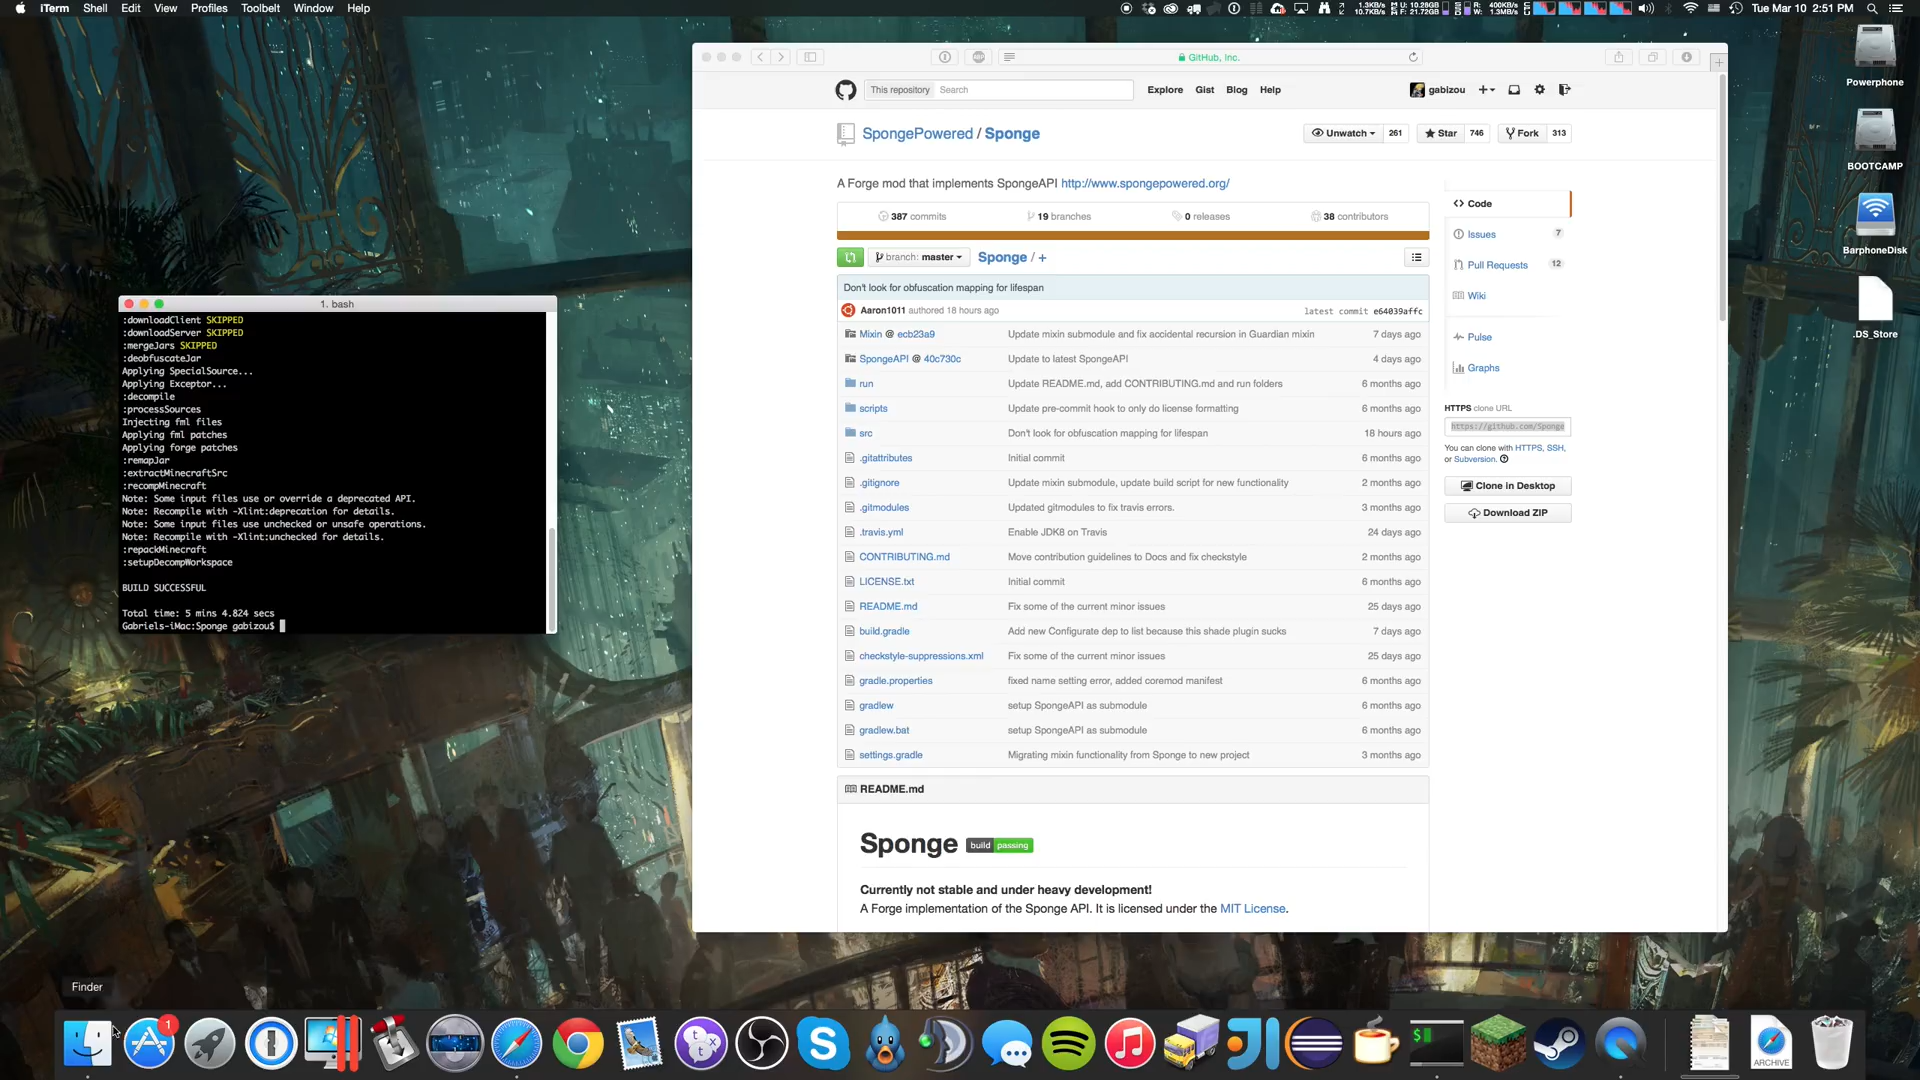 iTerm Shell Edit View Profiles Toolbelt Window Help
1.3KB/s
10.7KB/s
U: 10.28GB
F: 21.72GB
R: 400KB/s
W: 1.3MB/s
Tue Mar 10 2:51 PM
GitHub, Inc.
Powerphone
BOOTCAMP
BarphoneDisk
.DS_Store
This repository Search
Explore Gist Blog Help
gabizou
SpongePowered / Sponge
Unwatch 261 Star 746 Fork 313
A Forge mod that implements SpongeAPI http://www.spongepowered.org/
387 commits 19 branches 0 releases 38 contributors
branch: master Sponge / +
Don't look for obfuscation mapping for lifespan
Aaron1011 authored 18 hours ago latest commit e64039affc
Mixin @ ecb23a9 Update mixin submodule and fix accidental recursion in Guardian mixin 7 days ago
SpongeAPI @ 40c730c Update to latest SpongeAPI 4 days ago
run Update README.md, add CONTRIBUTING.md and run folders 6 months ago
scripts Update pre-commit hook to only do license formatting 6 months ago
src Don't look for obfuscation mapping for lifespan 18 hours ago
.gitattributes Initial commit 6 months ago
.gitignore Update mixin submodule, update build script for new functionality 2 months ago
.gitmodules Updated gitmodules to fix travis errors. 3 months ago
.travis.yml Enable JDK8 on Travis 24 days ago
CONTRIBUTING.md Move contribution guidelines to Docs and fix checkstyle 2 months ago
LICENSE.txt Initial commit 6 months ago
README.md Fix some of the current minor issues 25 days ago
build.gradle Add new Configurate dep to list because this shade plugin sucks 7 days ago
checkstyle-suppressions.xml Fix some of the current minor issues 25 days ago
gradle.properties fixed name setting error, added coremod manifest 6 months ago
gradlew setup SpongeAPI as submodule 6 months ago
gradlew.bat setup SpongeAPI as submodule 6 months ago
settings.gradle Migrating mixin functionality from Sponge to new project 3 months ago
README.md
Sponge build passing
Currently not stable and under heavy development!
A Forge implementation of the Sponge API. It is licensed under the MIT License.
Code
Issues 7
Pull Requests 12
Wiki
Pulse
Graphs
HTTPS clone URL
https://github.com/Sponge
You can clone with HTTPS, SSH,
or Subversion.
Clone in Desktop
Download ZIP
1. bash
:downloadClient SKIPPED
:downloadServer SKIPPED
:mergeJars SKIPPED
:deobfuscateJar
Applying SpecialSource...
Applying Exceptor...
:decompile
:processSources
Injecting fml files
Applying fml patches
Applying forge patches
:remapJar
:extractMinecraftSrc
:recompMinecraft
Note: Some input files use or override a deprecated API.
Note: Recompile with -Xlint:deprecation for details.
Note: Some input files use unchecked or unsafe operations.
Note: Recompile with -Xlint:unchecked for details.
:repackMinecraft
:setupDecompWorkspace
BUILD SUCCESSFUL
Total time: 5 mins 4.824 secs
Gabriels-iMac:Sponge gabizou$
Finder
1
ARCHIVE